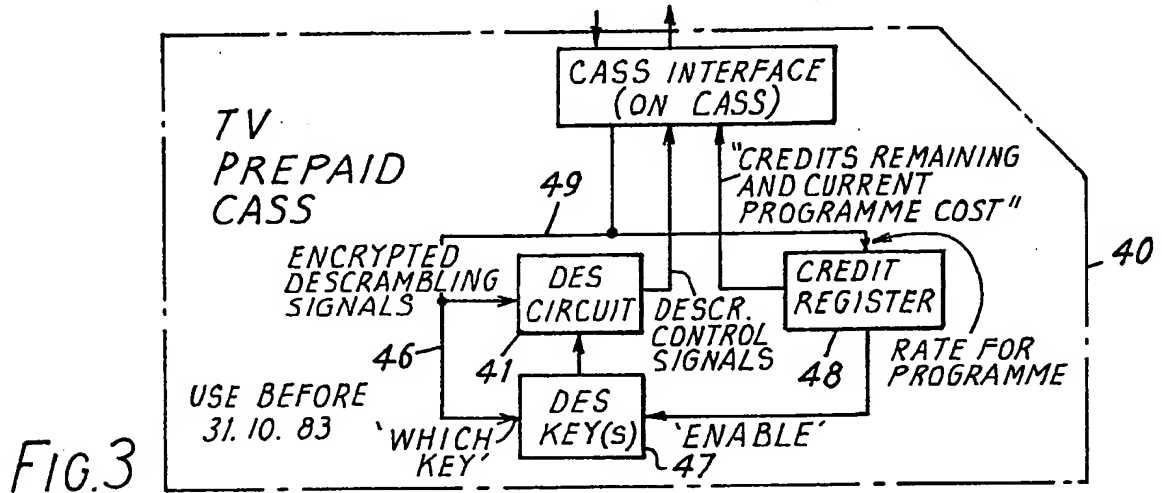 CASS INTERFACE
(ON CASS)
TV
PREPAID
CASS
"CREDITS REMAINING
AND CURRENT
PROGRAMME COST"
49
40
ENCRYPTED
DESCRAMBLING
SIGNALS
DES
CIRCUIT
CREDIT
REGISTER
DESCR.
CONTROL
SIGNALS
46
41
48
RATE FOR
PROGRAMME
USE BEFORE
31.10.83
'WHICH
KEY'
DES
KEY(S)
'ENABLE'
47
FIG.3